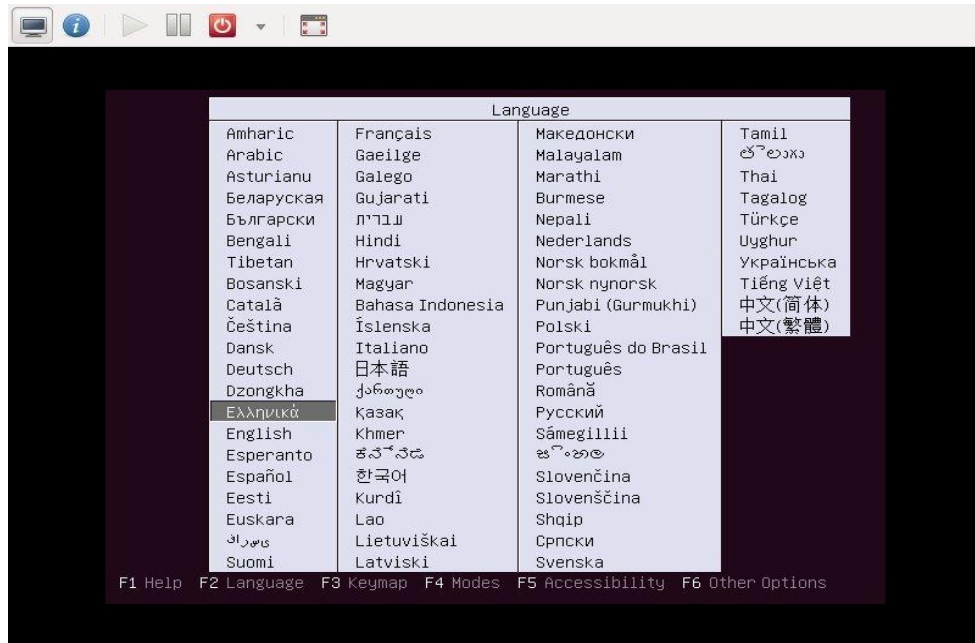 Language
Amharic
Arabic
Asturianu
Беларуская
Български
Bengali
Tibetan
Bosanski
Català
Čeština
Dansk
Deutsch
Dzongkha
Ελληνικά
English
Esperanto
Español
Eesti
Euskara
Suomi
Français
Gaeilge
Galego
Gujarati
עברית
Hindi
Hrvatski
Magyar
Bahasa Indonesia
Íslenska
Italiano
日本語
ქართული
Қазақ
Khmer
ಕನ್ನಡ
한국어
Kurdî
Lao
Lietuviškai
Latviski
Македонски
Malayalam
Marathi
Burmese
Nepali
Nederlands
Norsk bokmål
Norsk nynorsk
Punjabi (Gurmukhi)
Polski
Português do Brasil
Português
Română
Русский
Sámegillii
සිංහල
Slovenčina
Slovenščina
Shqip
Српски
Svenska
Tamil
తెలుగు
Thai
Tagalog
Türkçe
Uyghur
Українська
Tiếng Việt
中文(简体)
中文(繁體)
F1 Help F2 Language F3 Keymap F4 Modes F5 Accessibility F6 Other Options